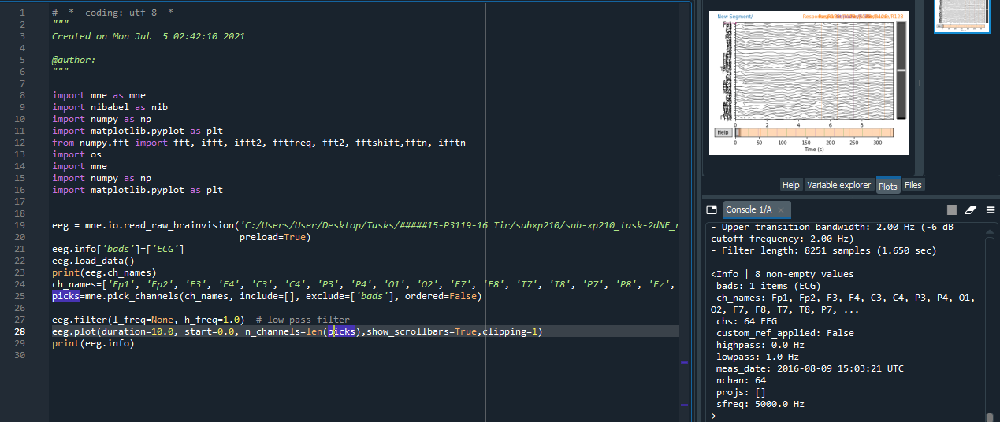 1 # -*- coding: utf-8 -*-
2 """
3 Created on Mon Jul  5 02:42:10 2021
4
5 @author:
6 """
7
8 import mne as mne
9 import nibabel as nib
10 import numpy as np
11 import matplotlib.pyplot as plt
12 from numpy.fft import fft, ifft, ifft2, fftfreq, fft2, fftshift,fftn, ifftn
13 import os
14 import mne
15 import numpy as np
16 import matplotlib.pyplot as plt
17
18
19 eeg = mne.io.read_raw_brainvision('C:/Users/User/Desktop/Tasks/#####15-P3119-16 Tir/subxp210/sub-xp210_task-2dNF_r
20 preload=True)
21 eeg.info['bads']=['ECG']
22 eeg.load_data()
23 print(eeg.ch_names)
24 ch_names=['Fp1', 'Fp2', 'F3', 'F4', 'C3', 'C4', 'P3', 'P4', 'O1', 'O2', 'F7', 'F8', 'T7', 'T8', 'P7', 'P8', 'Fz',
25 picks=mne.pick_channels(ch_names, include=[], exclude=['bads'], ordered=False)
26
27 eeg.filter(l_freq=None, h_freq=1.0)  # low-pass filter
28 eeg.plot(duration=10.0, start=0.0, n_channels=len(picks),show_scrollbars=True,clipping=1)
29 print(eeg.info)
30
New Segment/
0 2 4 6 8
Help
0 50 100 150 200 250 300
Time (s)
Help Variable explorer Plots Files
Console 1/A
- Upper transition bandwidth: 2.00 Hz (-6 dB
cutoff frequency: 2.00 Hz)
- Filter length: 8251 samples (1.650 sec)
<Info | 8 non-empty values
bads: 1 items (ECG)
ch_names: Fp1, Fp2, F3, F4, C3, C4, P3, P4, O1,
O2, F7, F8, T7, T8, P7, ...
chs: 64 EEG
custom_ref_applied: False
highpass: 0.0 Hz
lowpass: 1.0 Hz
meas_date: 2016-08-09 15:03:21 UTC
nchan: 64
projs: []
sfreq: 5000.0 Hz
>